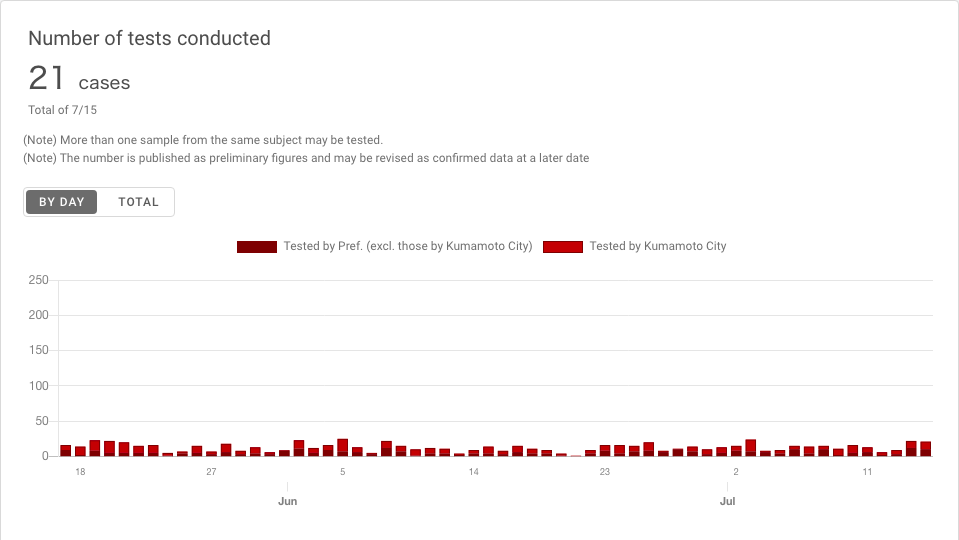 Number of tests conducted
21 cases
Total of 7/15
(Note) More than one sample from the same subject may be tested.
(Note) The number is published as preliminary figures and may be revised as confirmed data at a later date
BY DAY TOTAL
Tested by Pref. (excl. those by Kumamoto City) Tested by Kumamoto City
250
200
150
100
50
0
18 27 5 14 23 2 11
Jun Jul